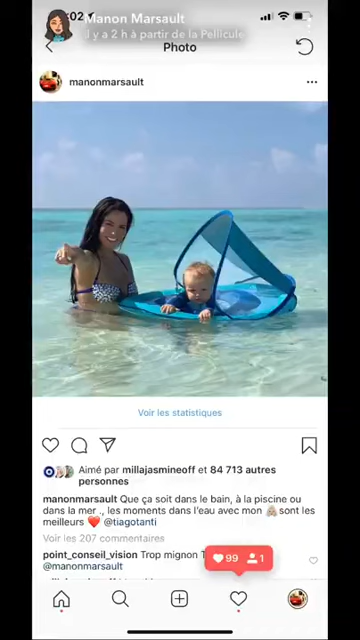 :02
Manon Marsault
il y a 2 h à partir de la Pellicule
Photo
manonmarsault
Voir les statistiques
Aimé par millajasmineoff et 84 713 autres
personnes
manonmarsault Que ça soit dans le bain, à la piscine ou
dans la mer ., les moments dans l'eau avec mon 👶🏼sont les
meilleurs ❤️ @tiagotanti
Voir les 207 commentaires
point_conseil_vision Trop mignon T
@manonmarsault
99 1